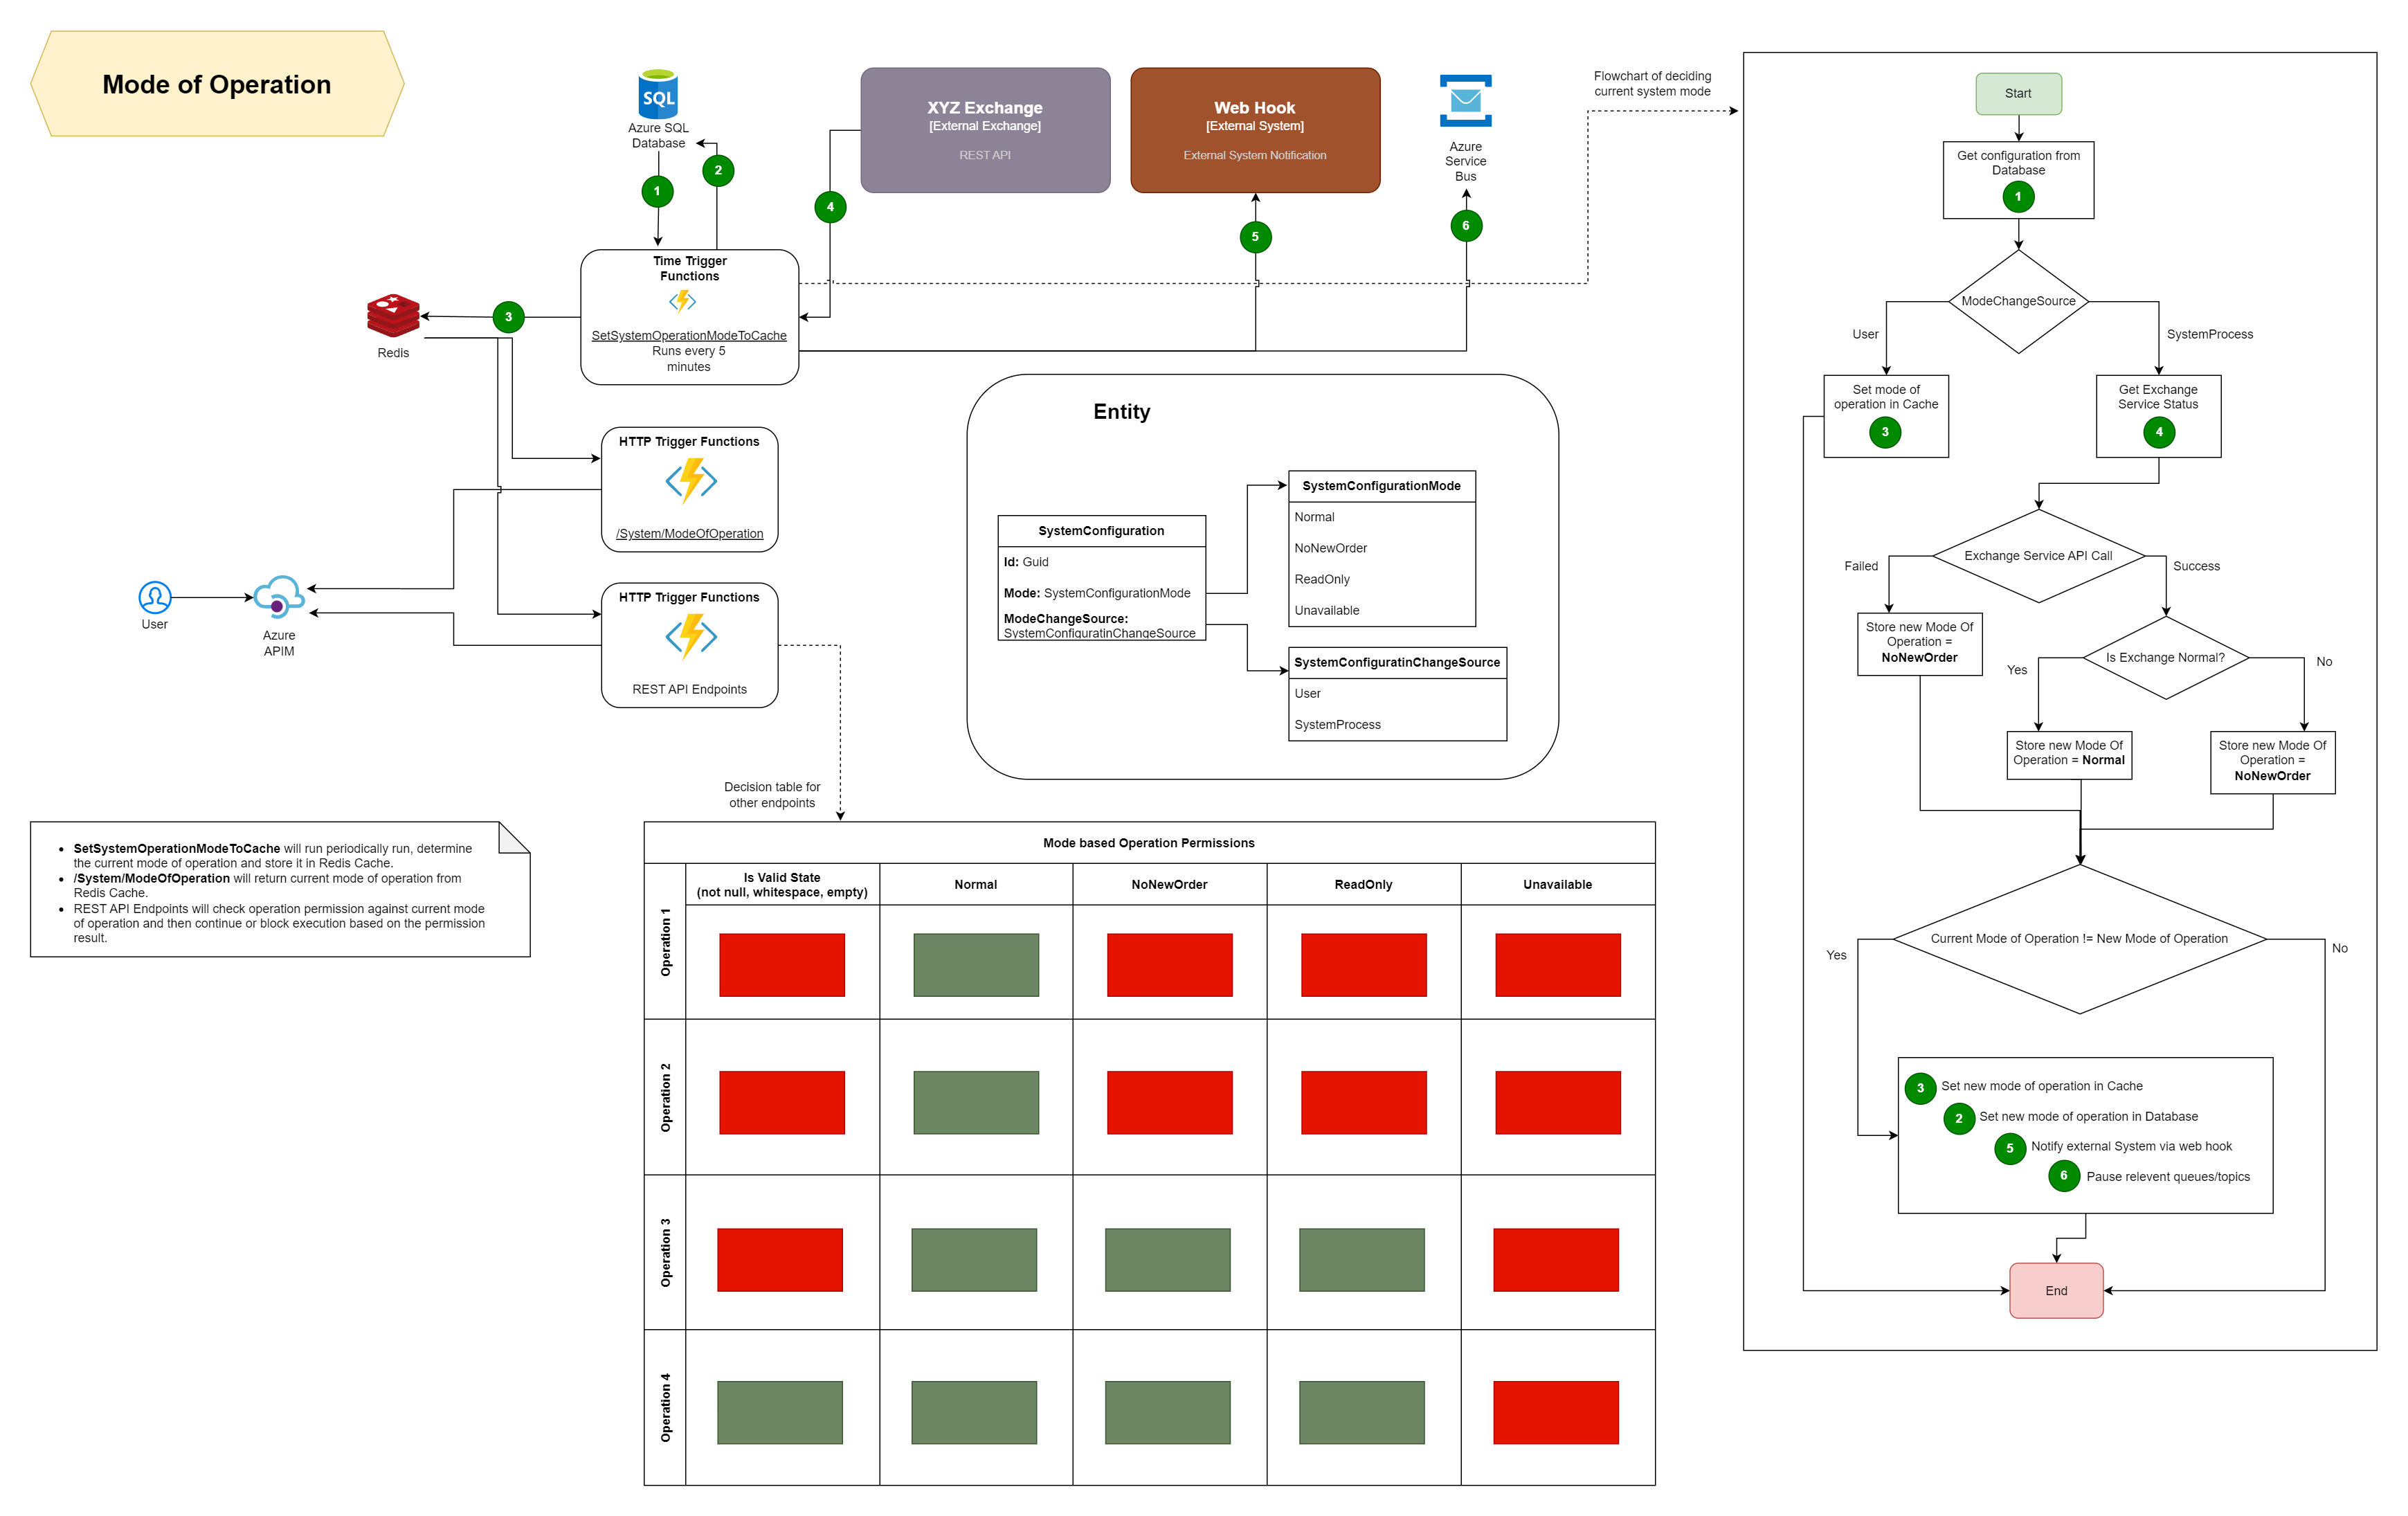 Mode of Operation
SQL
Azure SQL
Database
1
2
XYZ Exchange
[External Exchange]
REST API
4
Web Hook
[External System]
External System Notification
5
Azure
Service
Bus
6
Flowchart of deciding
current system mode
Time Trigger
Functions
SetSystemOperationModeToCache
Runs every 5
minutes
3
Redis
HTTP Trigger Functions
/System/ModeOfOperation
HTTP Trigger Functions
REST API Endpoints
User
Azure
APIM
Entity
SystemConfiguration
Id: Guid
Mode: SystemConfigurationMode
ModeChangeSource:
SystemConfiguratinChangeSource
SystemConfigurationMode
Normal
NoNewOrder
ReadOnly
Unavailable
SystemConfiguratinChangeSource
User
SystemProcess
Decision table for
other endpoints
SetSystemOperationModeToCache will run periodically run, determine
the current mode of operation and store it in Redis Cache.
/System/ModeOfOperation will return current mode of operation from
Redis Cache.
REST API Endpoints will check operation permission against current mode
of operation and then continue or block execution based on the permission
result.
Mode based Operation Permissions
Is Valid State
(not null, whitespace, empty)
Normal
NoNewOrder
ReadOnly
Unavailable
Operation 1
Operation 2
Operation 3
Operation 4
Start
Get configuration from
Database
1
ModeChangeSource
User
SystemProcess
Set mode of
operation in Cache
3
Get Exchange
Service Status
4
Exchange Service API Call
Failed
Success
Store new Mode Of
Operation =
NoNewOrder
Is Exchange Normal?
Yes
No
Store new Mode Of
Operation = Normal
Store new Mode Of
Operation =
NoNewOrder
Current Mode of Operation != New Mode of Operation
Yes
No
3 Set new mode of operation in Cache
2 Set new mode of operation in Database
5 Notify external System via web hook
6 Pause relevent queues/topics
End